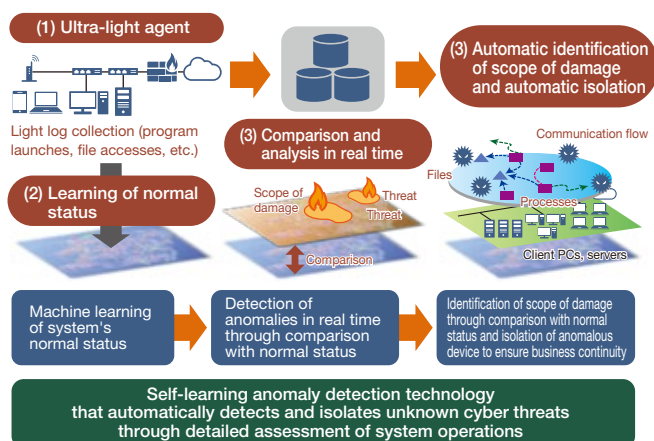 (1) Ultra-light agent
Light log collection (program
launches, file accesses, etc.)
(2) Learning of normal
status
(3) Comparison and
analysis in real time
Scope of
damage
Threat
Threat
Comparison
(3) Automatic identification
of scope of damage
and automatic isolation
Communication flow
Files
Processes
Client PCs, servers
Machine learning
of system's
normal status
Detection of
anomalies in real time
through comparison
with normal status
Identification of scope of damage
through comparison with normal
status and isolation of anomalous
device to ensure business continuity
Self-learning anomaly detection technology
that automatically detects and isolates unknown cyber threats
through detailed assessment of system operations